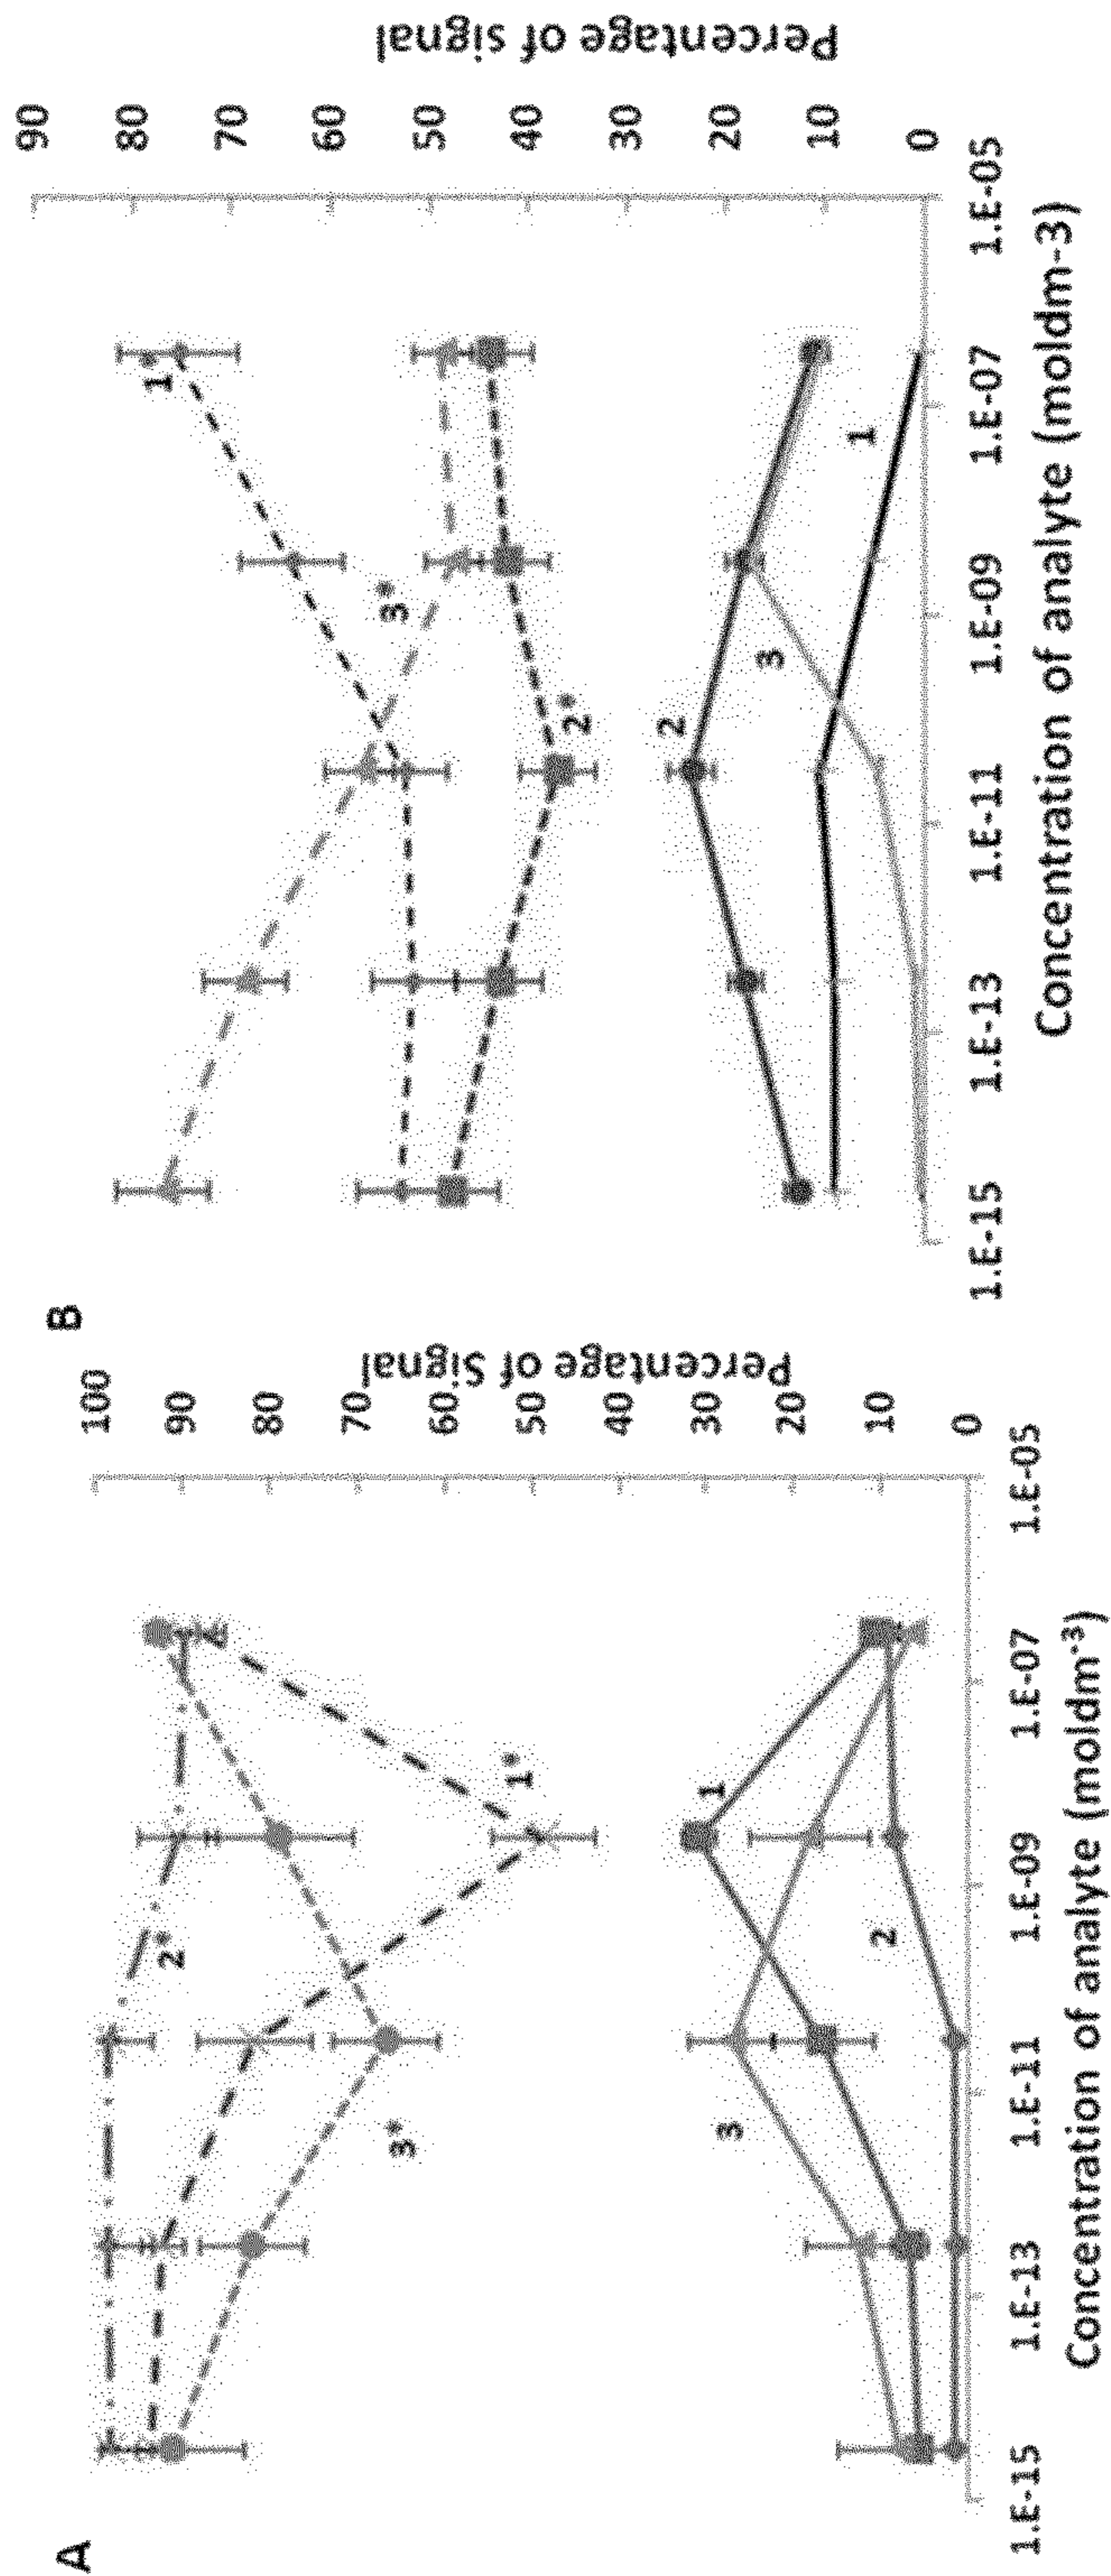 A
100
90
80
70
60
50
40
30
20
10
0
Percentage of Signal
2*
1*
3*
1
3
2
1.E-15
1.E-13
1.E-11
1.E-09
1.E-07
1.E-05
Concentration of analyte (moldm-3)
B
90
80
70
60
50
40
30
20
10
0
Percentage of signal
1*
3*
2*
2
3
1
1.E-15
1.E-13
1.E-11
1.E-09
1.E-07
1.E-05
Concentration of analyte (moldm-3)